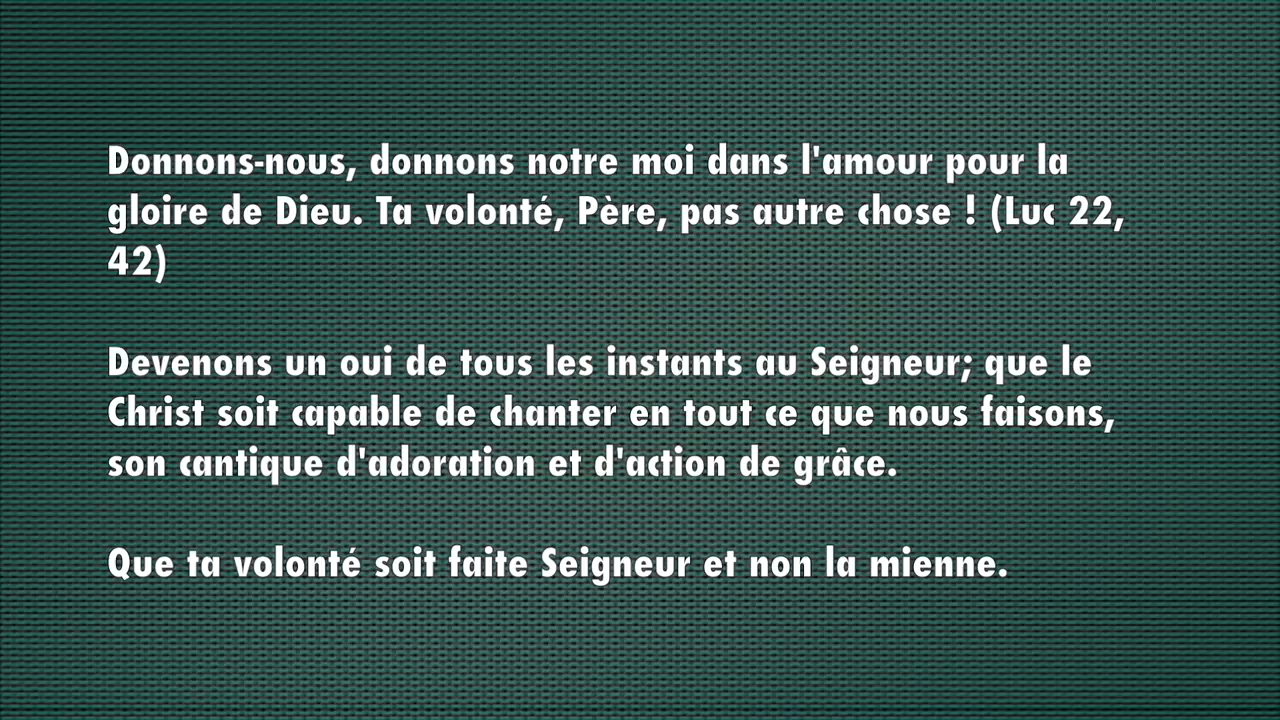 Donnons-nous, donnons notre moi dans l'amour pour la
gloire de Dieu. Ta volonté, Père, pas autre chose ! (Luc 22,
42)
Devenons un oui de tous les instants au Seigneur; que le
Christ soit capable de chanter en tout ce que nous faisons,
son cantique d'adoration et d'action de grâce.
Que ta volonté soit faite Seigneur et non la mienne.